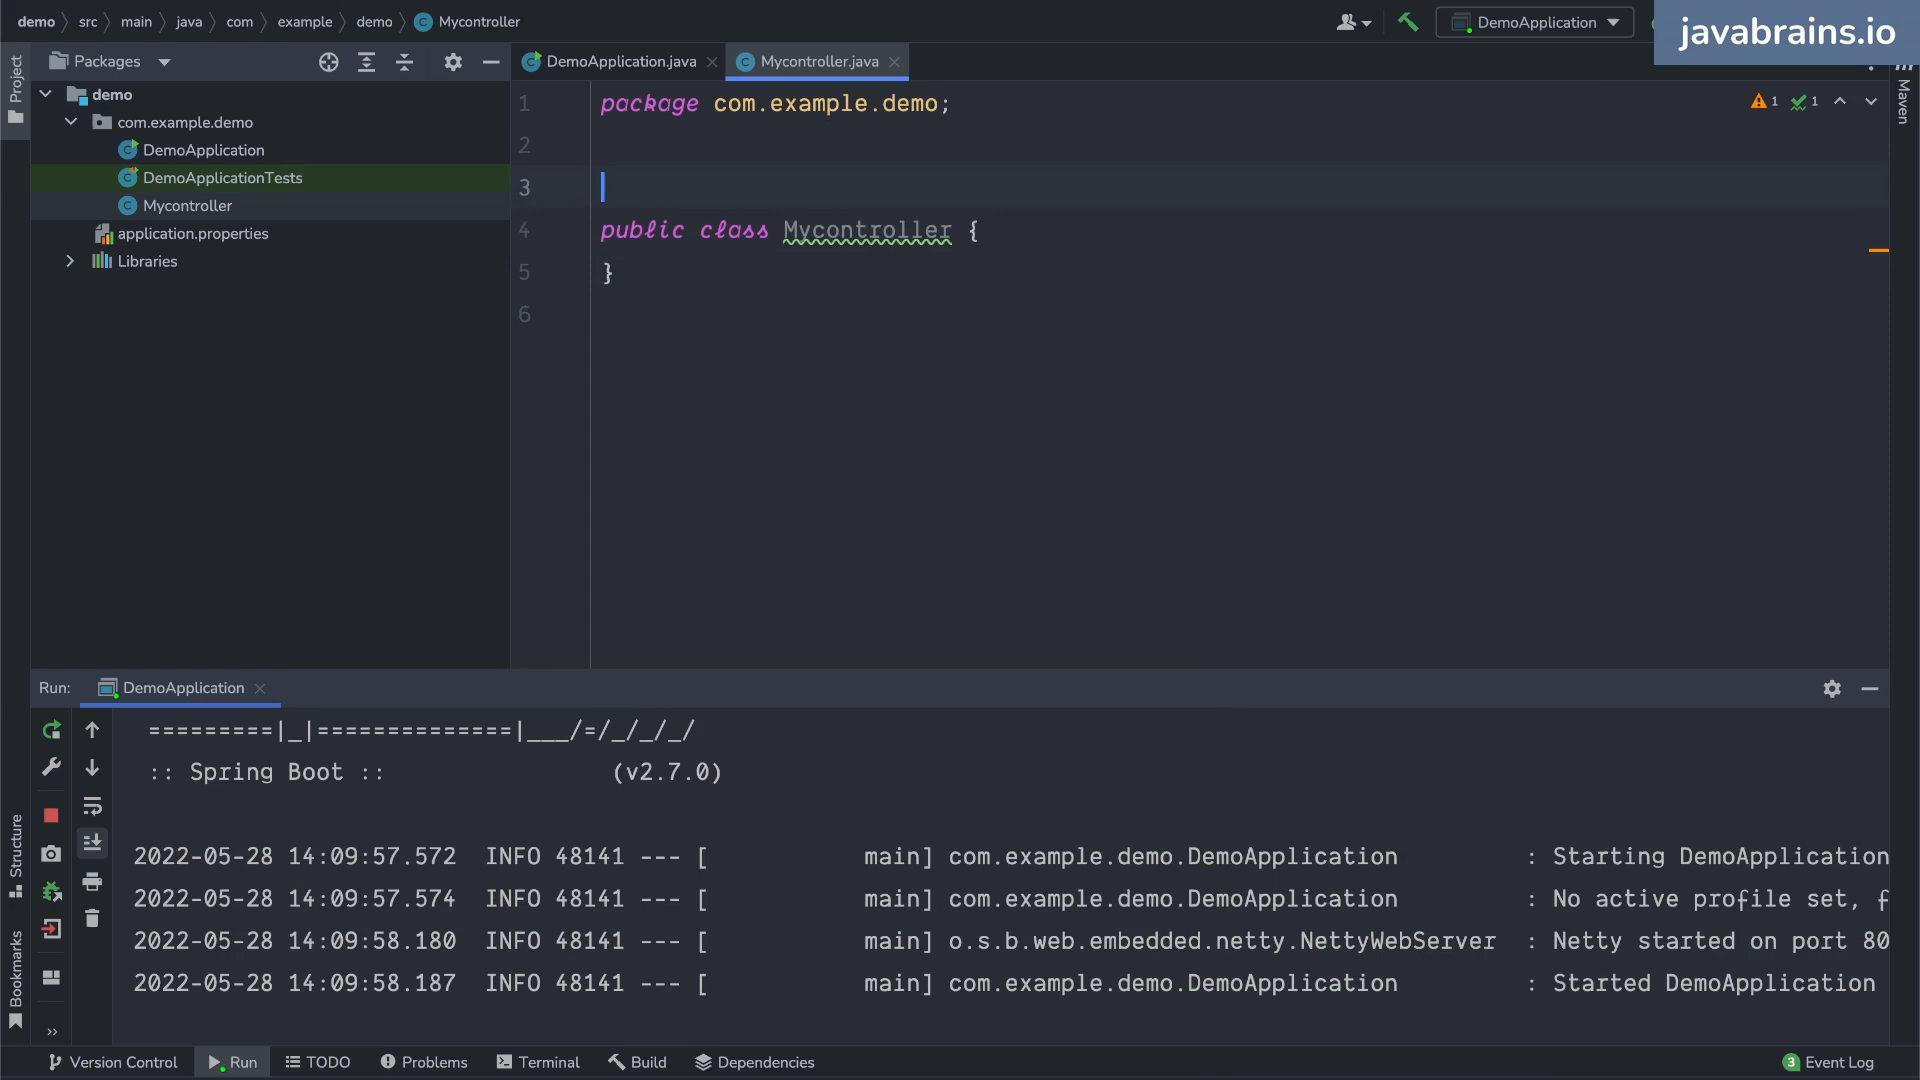 demo src main java com example demo Mycontroller
DemoApplication
javabrains.io
Project
Packages
DemoApplication.java
Mycontroller.java
Maven
demo
com.example.demo
DemoApplication
DemoApplicationTests
Mycontroller
application.properties
Libraries
1 package com.example.demo;
1 1
2
3
4 public class Mycontroller {
5 }
6
Run: DemoApplication
=========|_|==============|___/=/_/_/_/
:: Spring Boot :: (v2.7.0)
2022-05-28 14:09:57.572 INFO 48141 --- [ main] com.example.demo.DemoApplication : Starting DemoApplication
2022-05-28 14:09:57.574 INFO 48141 --- [ main] com.example.demo.DemoApplication : No active profile set, f
2022-05-28 14:09:58.180 INFO 48141 --- [ main] o.s.b.web.embedded.netty.NettyWebServer : Netty started on port 80
2022-05-28 14:09:58.187 INFO 48141 --- [ main] com.example.demo.DemoApplication : Started DemoApplication
Structure
Bookmarks
Version Control Run TODO Problems Terminal Build Dependencies 3 Event Log